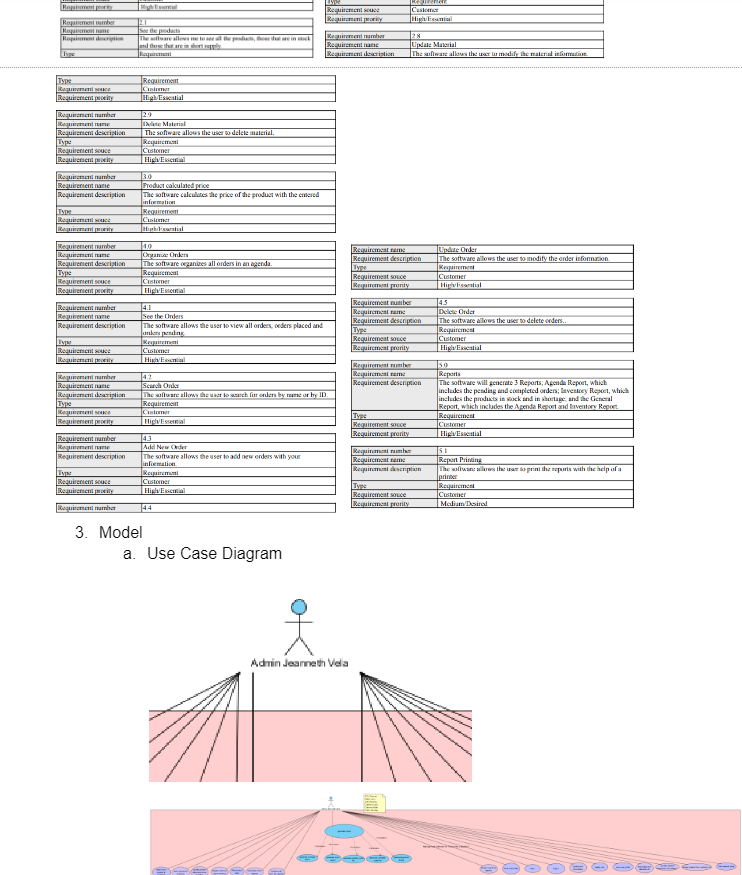 Requirement prority High/Essential
Requirement number 2.1
Requirement name See the products
Requirement description The software allows me to see all the products, those that are in stock
and those that are in short supply.
Type Requirement
Type Requirement
Requirement souce Customer
Requirement prority High/Essential
Requirement number 2.8
Requirement name Update Material
Requirement description The software allows the user to modify the material information.
Type Requirement
Requirement souce Customer
Requirement prority High/Essential
Requirement number 2.9
Requirement name Delete Material
Requirement description The software allows the user to delete material.
Type Requirement
Requirement souce Customer
Requirement prority High/Essential
Requirement number 3.0
Requirement name Product calculated price
Requirement description The software calculates the price of the product with the entered
information
Type Requirement
Requirement souce Customer
Requirement prority High/Essential
Requirement number 4.0
Requirement name Organize Orders
Requirement description The software organizes all orders in an agenda.
Type Requirement
Requirement souce Customer
Requirement prority High/Essential
Requirement number 4.1
Requirement name See the Orders
Requirement description The software allows the user to view all orders, orders placed and
orders pending.
Type Requirement
Requirement souce Customer
Requirement prority High/Essential
Requirement number 4.2
Requirement name Search Order
Requirement description The software allows the user to search for orders by name or by ID.
Type Requirement
Requirement souce Customer
Requirement prority High/Essential
Requirement number 4.3
Requirement name Add New Order
Requirement description The software allows the user to add new orders with your
information.
Type Requirement
Requirement souce Customer
Requirement prority High/Essential
Requirement number 4.4
Requirement name Update Order
Requirement description The software allows the user to modify the order information.
Type Requirement
Requirement souce Customer
Requirement prority High/Essential
Requirement number 4.5
Requirement name Delete Order
Requirement description The software allows the user to delete orders..
Type Requirement
Requirement souce Customer
Requirement prority High/Essential
Requirement number 5.0
Requirement name Reports
Requirement description The software will generate 3 Reports; Agenda Report, which
includes the pending and completed orders; Inventory Report, which
includes the products in stock and in shortage; and the General
Report, which includes the Agenda Report and Inventory Report.
Type Requirement
Requirement souce Customer
Requirement prority High/Essential
Requirement number 5.1
Requirement name Report Printing
Requirement description The software allows the user to print the reports with the help of a
printer
Type Requirement
Requirement souce Customer
Requirement prority Medium/Desired
3. Model
a. Use Case Diagram
Admin Jeanneth Vela